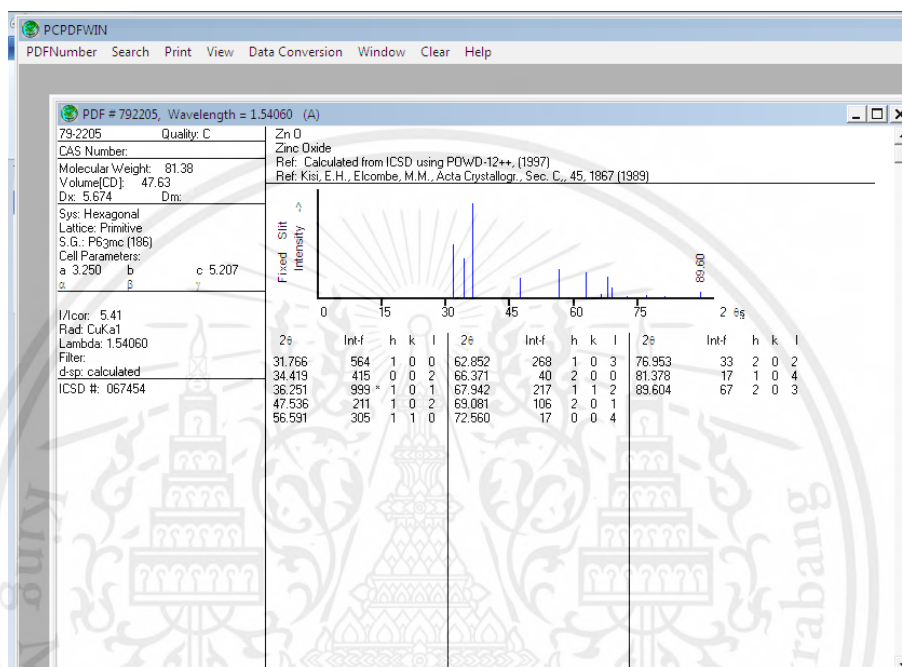 PCPDFWIN
PDFNumber Search Print View Data Conversion Window Clear Help
PDF # 792205, Wavelength = 1.54060 (A)
79-2205 Quality: C
CAS Number:
Molecular Weight: 81.38
Volume[CD]: 47.63
Dx: 5.674 Dm:
Sys: Hexagonal
Lattice: Primitive
S.G.: P63mc (186)
Cell Parameters:
a 3.250 b c 5.207
α β γ
I/Icor: 5.41
Rad: CuKa1
Lambda: 1.54060
Filter:
d-sp: calculated
ICSD #: 067454
Zn O
Zinc Oxide
Ref: Calculated from ICSD using POWD-12++, (1997)
Ref: Kisi, E.H., Elcombe, M.M., Acta Crystallogr., Sec. C,, 45, 1867 (1989)
Fixed Slit
Intensity ->
89.60
0 15 30 45 60 75 2 θ§
2θ Int-f h k l 2θ Int-f h k l 2θ Int-f h k l
31.766 564 1 0 0 62.852 268 1 0 3 76.953 33 2 0 2
34.419 415 0 0 2 66.371 40 2 0 0 81.378 17 1 0 4
36.251 999 * 1 0 1 67.942 217 1 1 2 89.604 67 2 0 3
47.536 211 1 0 2 69.081 106 2 0 1
56.591 305 1 1 0 72.560 17 0 0 4
King
rabang